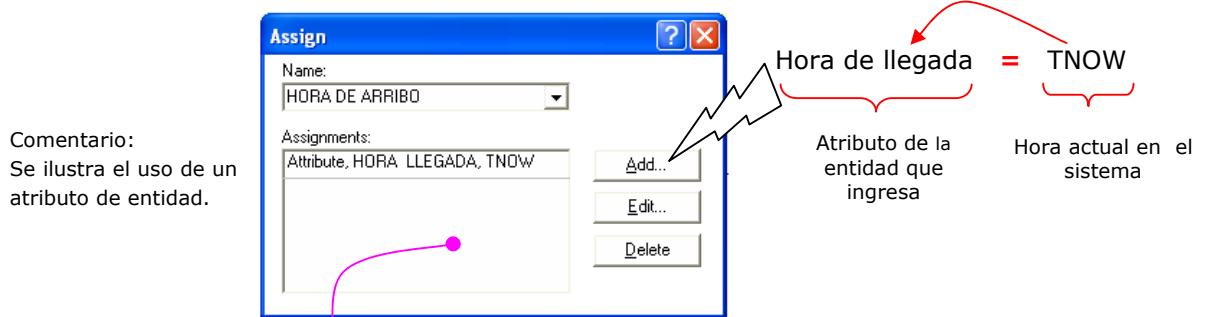 Comentario:
Se ilustra el uso de un
atributo de entidad.
Assign
Name:
HORA DE ARRIBO
Assignments:
Attribute, HORA  LLEGADA, TNOW
Add...
Edit...
Delete
Hora de llegada = TNOW
Atributo de la
entidad que
ingresa
Hora actual en  el
sistema